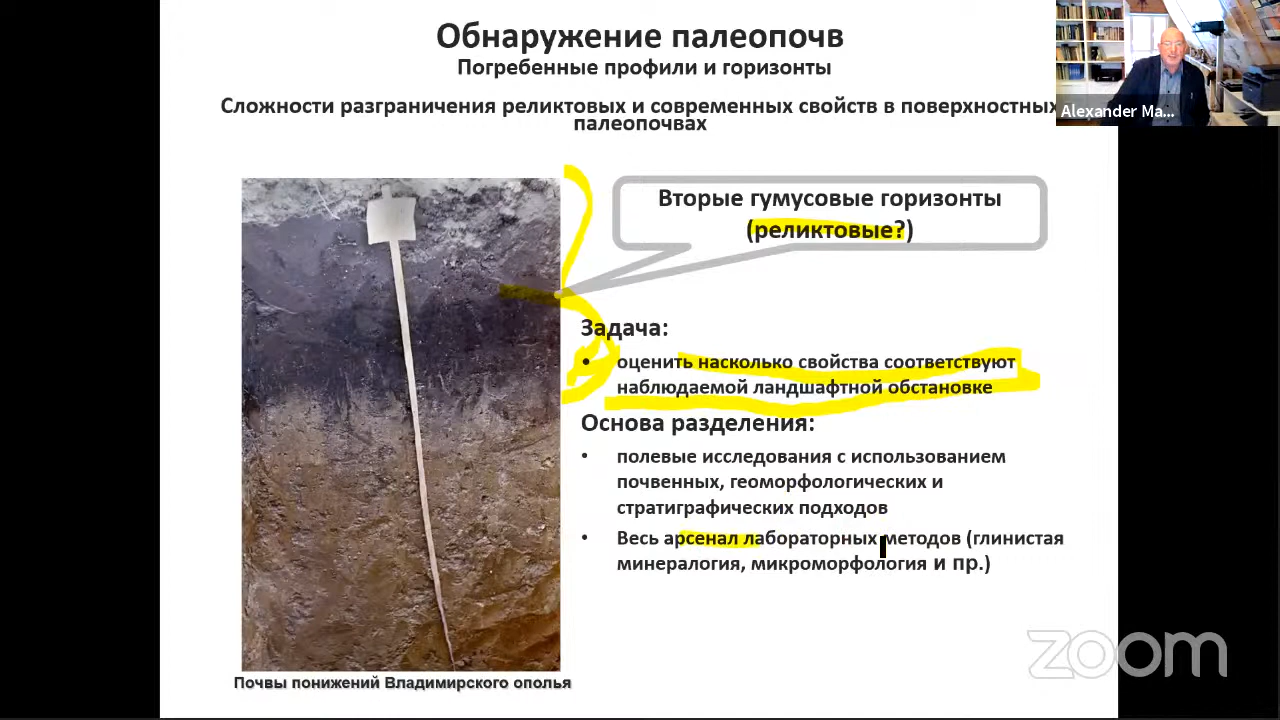 Обнаружение палеопочв
Погребенные профили и горизонты
Сложности разграничения реликтовых и современных свойств в поверхностных
палеопочвах
Alexander Ma...
Вторые гумусовые горизонты
(реликтовые?)
Задача:
• оценить насколько свойства соответствуют
наблюдаемой ландшафтной обстановке
Основа разделения:
• полевые исследования с использованием
почвенных, геоморфологических и
стратиграфических подходов
• Весь арсенал лабораторных методов (глинистая
минералогия, микроморфология и пр.)
Почвы понижений Владимирского ополья
zoom